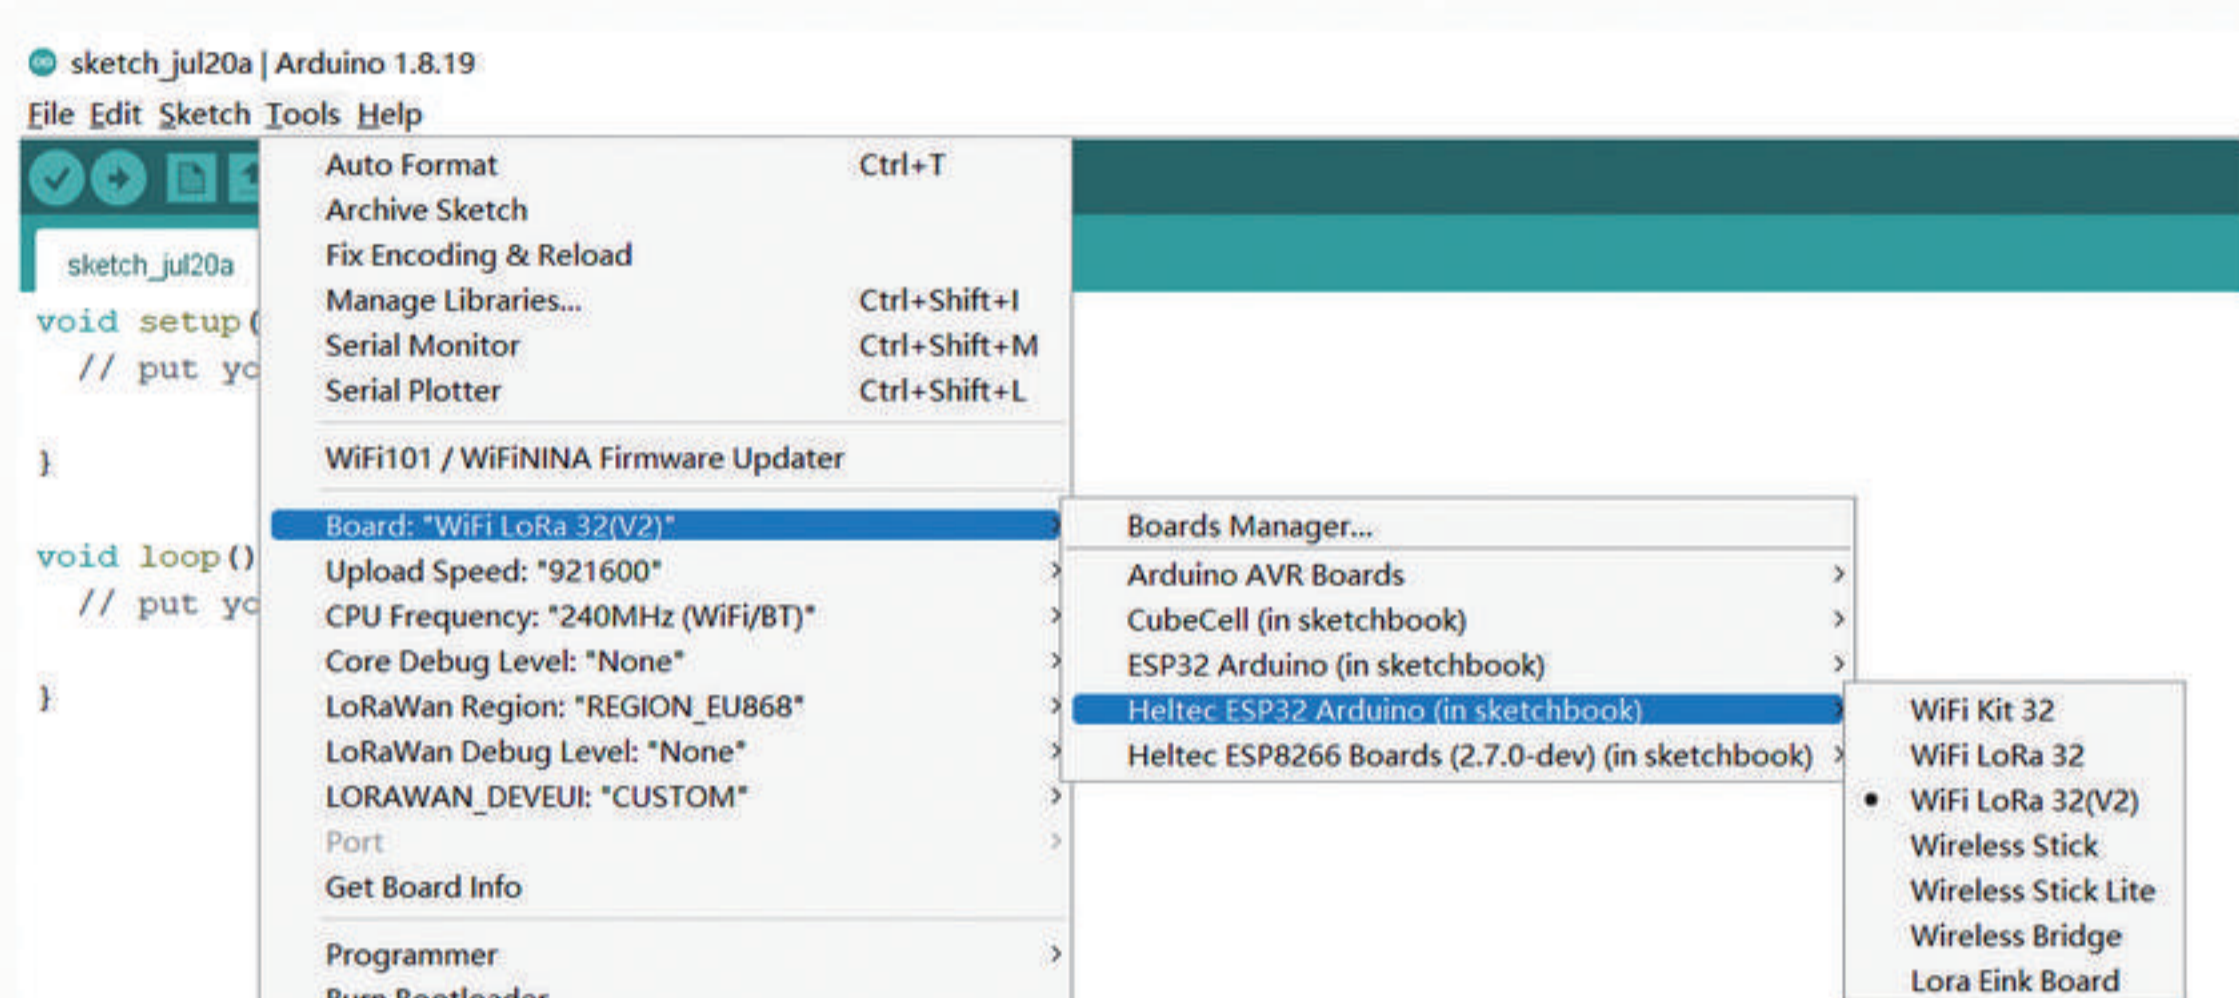 sketch_jul20a | Arduino 1.8.19
File Edit Sketch Tools Help
sketch_jul20a
void setup(
// put yo
}
void loop()
// put yo
}
Auto Format Ctrl+T
Archive Sketch
Fix Encoding & Reload
Manage Libraries... Ctrl+Shift+I
Serial Monitor Ctrl+Shift+M
Serial Plotter Ctrl+Shift+L
WiFi101 / WiFiNINA Firmware Updater
Board: "WiFi LoRa 32(V2)"
Upload Speed: "921600"
CPU Frequency: "240MHz (WiFi/BT)"
Core Debug Level: "None"
LoRaWan Region: "REGION_EU868"
LoRaWan Debug Level: "None"
LORAWAN_DEVEUI: "CUSTOM"
Port
Get Board Info
Programmer
Burn Bootloader
Boards Manager...
Arduino AVR Boards
CubeCell (in sketchbook)
ESP32 Arduino (in sketchbook)
Heltec ESP32 Arduino (in sketchbook)
Heltec ESP8266 Boards (2.7.0-dev) (in sketchbook)
WiFi Kit 32
WiFi LoRa 32
WiFi LoRa 32(V2)
Wireless Stick
Wireless Stick Lite
Wireless Bridge
Lora Eink Board